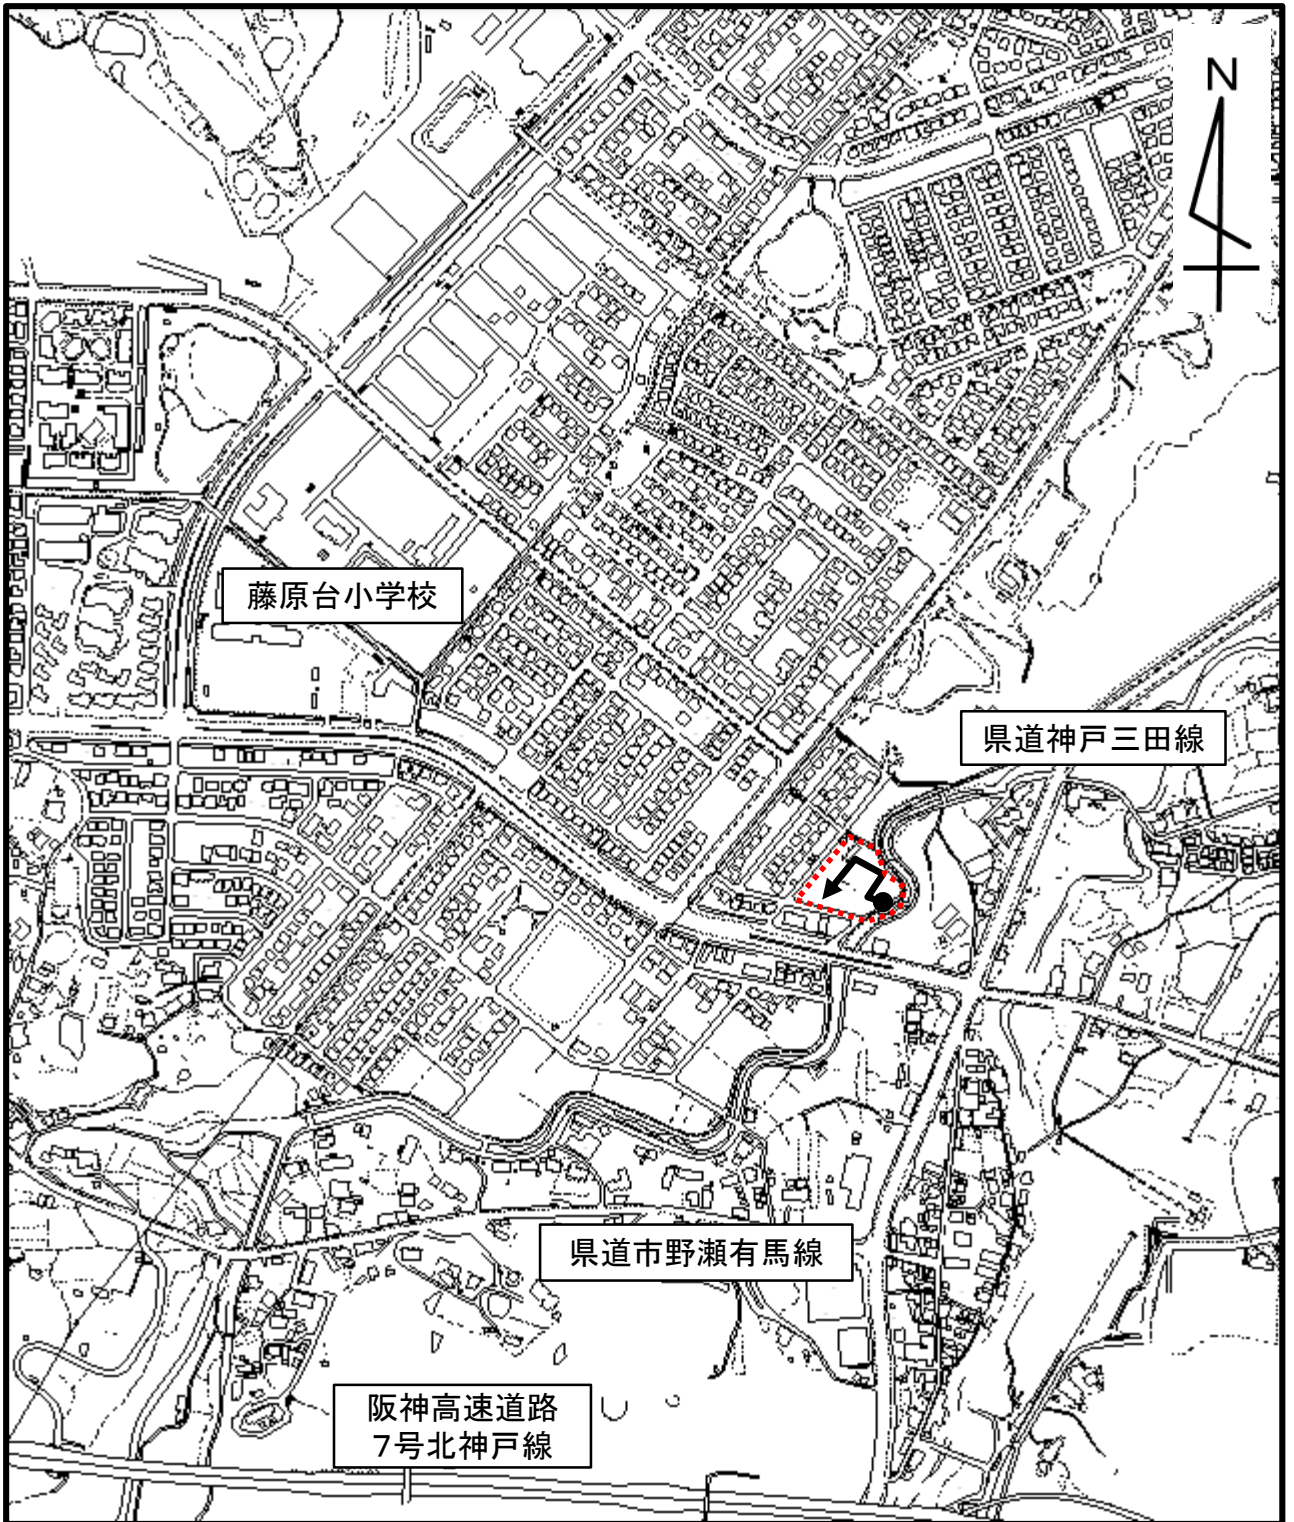 N
藤原台小学校
県道神戸三田線
県道市野瀬有馬線
阪神高速道路
7号北神戸線